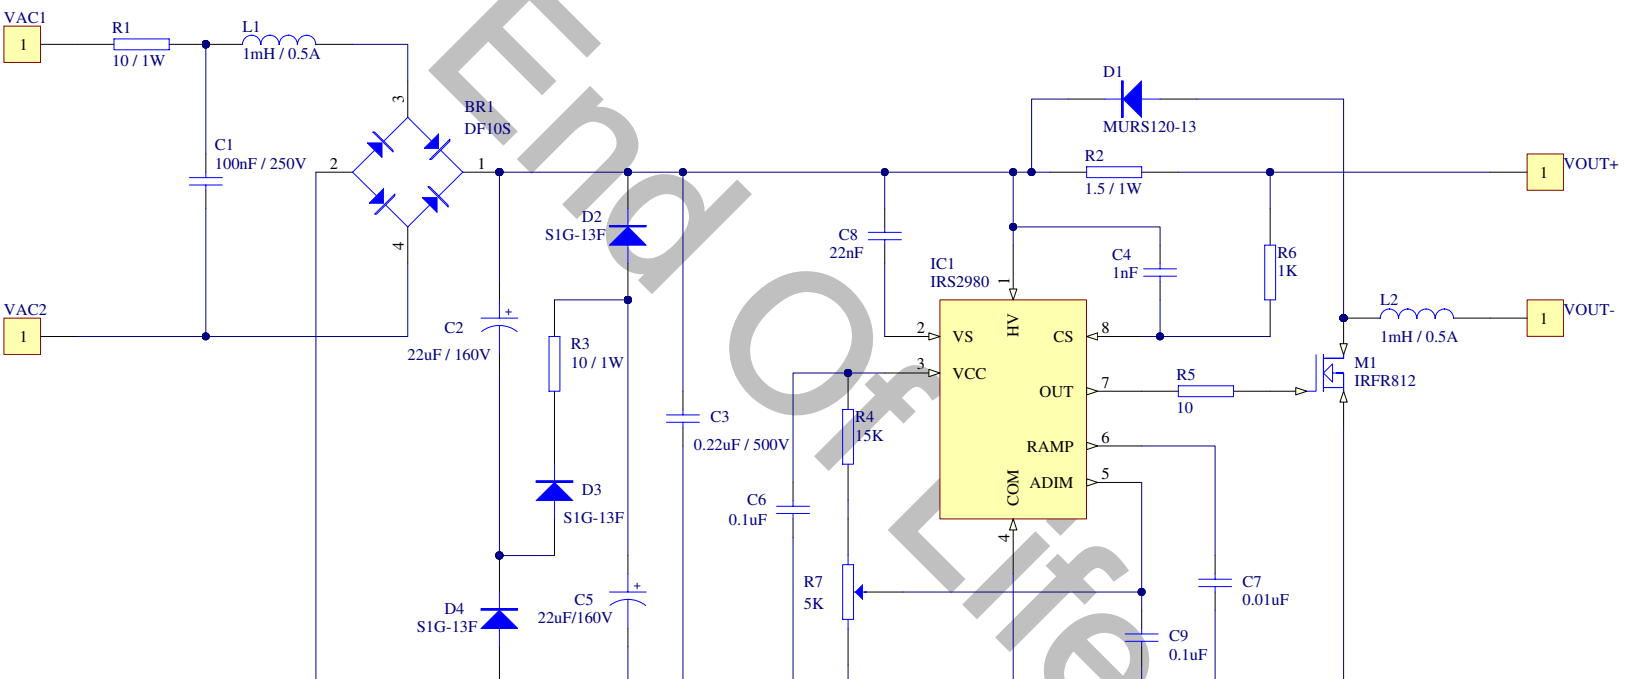 VAC1
1
R1
10 / 1W
L1
1mH / 0.5A
C1
100nF / 250V
3
BR1
DF10S
2
1
4
VAC2
1
D1
MURS120-13
R2
1.5 / 1W
1
VOUT+
D2
S1G-13F
C8
22nF
IC1
IRS2980
1
C4
1nF
R6
1K
L2
1mH / 0.5A
1
VOUT-
C2
+
22uF / 160V
R3
10 / 1W
2
VS
HV
CS
8
3
VCC
OUT
7
R5
10
M1
IRFR812
C3
0.22uF / 500V
R4
15K
RAMP
6
COM
ADIM
5
4
D3
S1G-13F
C6
0.1uF
R7
5K
C7
0.01uF
D4
S1G-13F
C5
+
22uF/160V
C9
0.1uF
End Of Life